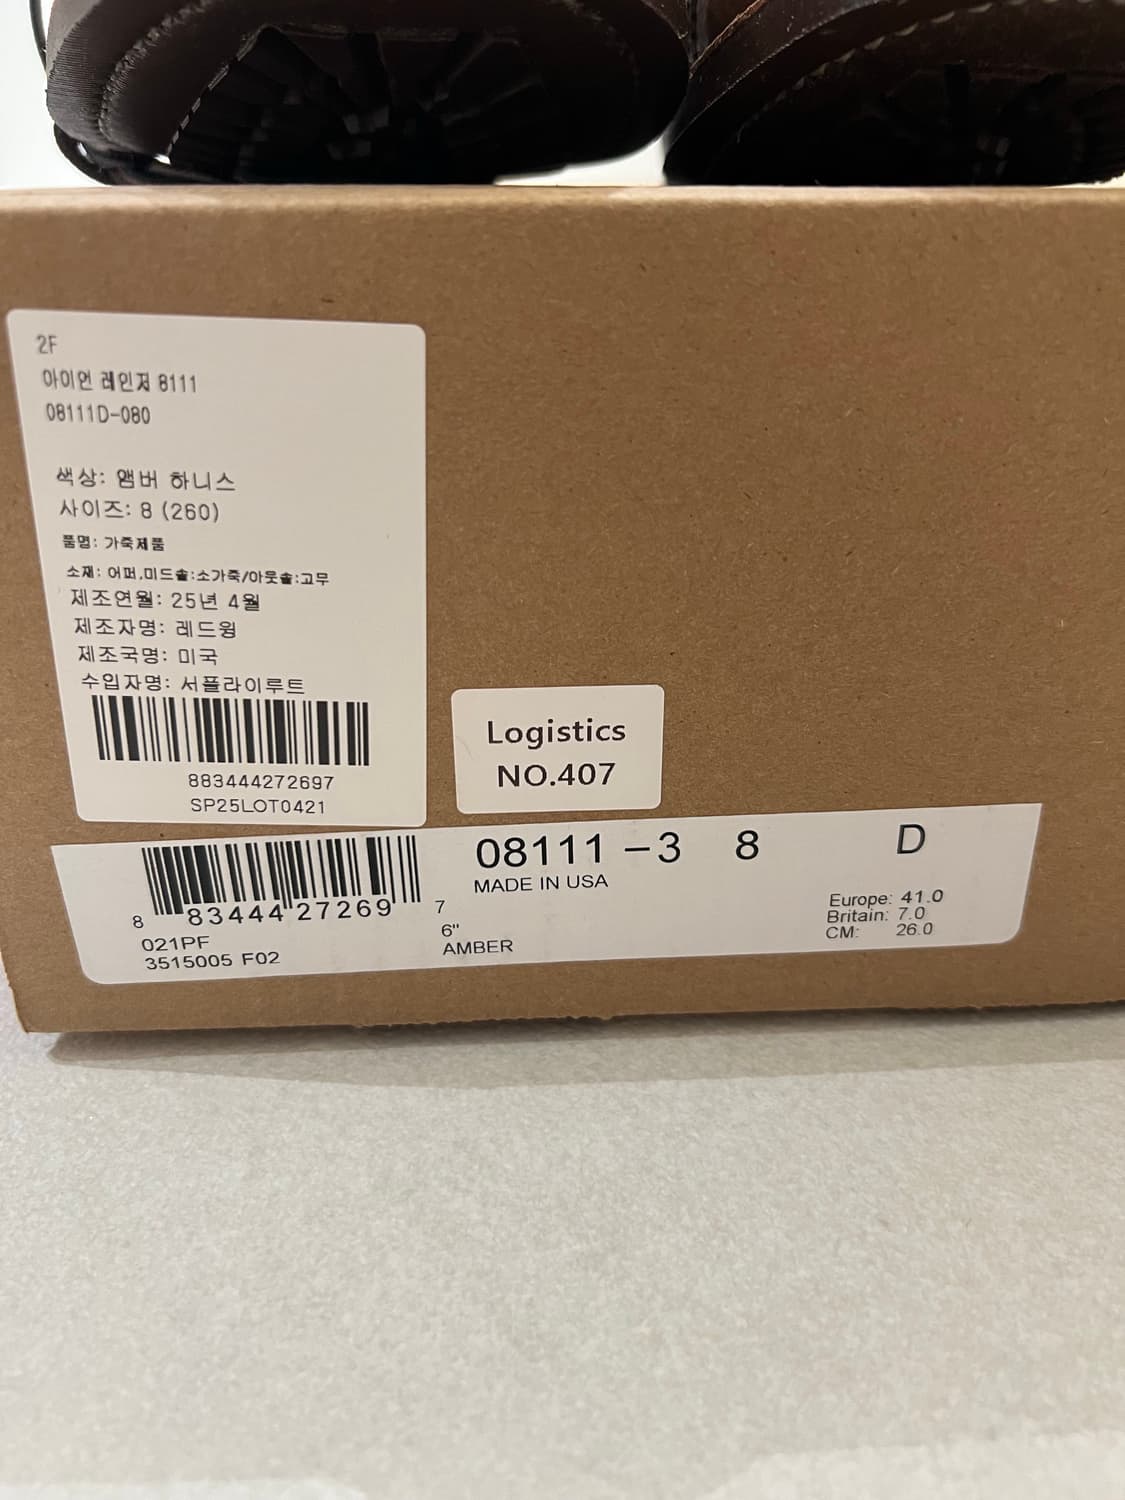 2F
아이언 레인저 8111
08111D-080
색상: 앰버 하니스
사이즈: 8 (260)
품명: 가죽제품
소재: 어퍼,미드솔:소가죽/아웃솔:고무
제조연월: 25년 4월
제조자명: 레드윙
제조국명: 미국
수입자명: 서플라이루트
883444272697
SP25LOT0421
Logistics
NO.407
08111 -3 8 D
MADE IN USA
8 83444 27269 7
021PF
3515005 F02
6"
AMBER
Europe: 41.0
Britain: 7.0
CM: 26.0